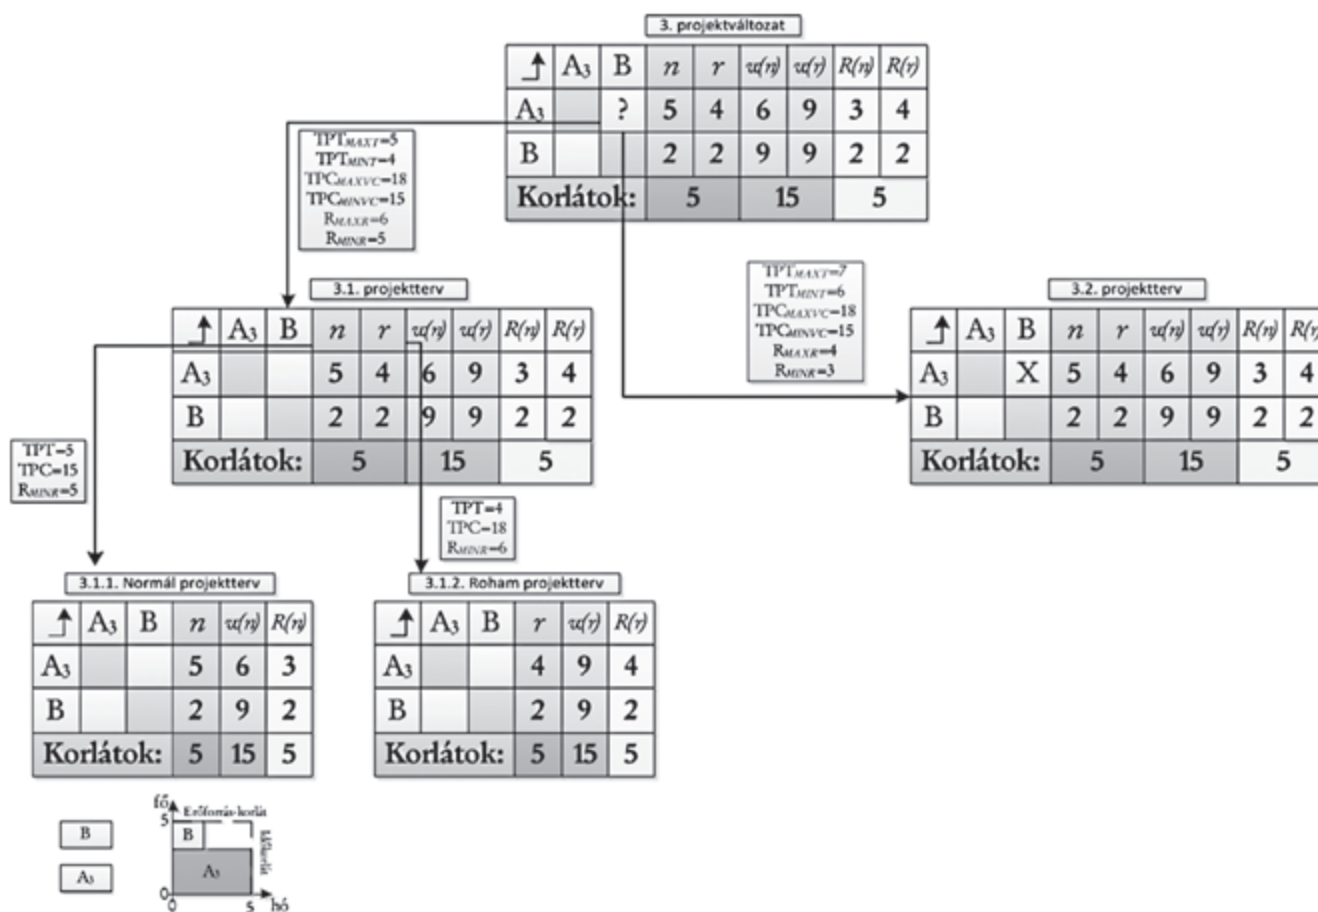 3. projektváltozat
A3 B n r v(n) v(r) R(n) R(r)
A3 ? 5 4 6 9 3 4
B 2 2 9 9 2 2
Korlátok: 5 15 5
TPTMAXT=5
TPTMINT=4
TPCMAXVC=18
TPCMINVC=15
RMAXR=6
RMINR=5
TPTMAXT=7
TPTMINT=6
TPCMAXVC=18
TPCMINVC=15
RMAXR=4
RMINR=3
3.1. projektterv
A3 B n r v(n) v(r) R(n) R(r)
A3 5 4 6 9 3 4
B 2 2 9 9 2 2
Korlátok: 5 15 5
3.2. projektterv
A3 B n r v(n) v(r) R(n) R(r)
A3 X 5 4 6 9 3 4
B 2 2 9 9 2 2
Korlátok: 5 15 5
TPT=5
TPC=15
RMINR=5
TPT=4
TPC=18
RMINR=6
3.1.1. Normál projektterv
A3 B n v(n) R(n)
A3 5 6 3
B 2 9 2
Korlátok: 5 15 5
3.1.2. Roham projektterv
A3 B r v(r) R(r)
A3 4 9 4
B 2 9 2
Korlátok: 5 15 5
B
A3
fő
5
Erőforrás-korlát
B
Időkorlát
A3
0
0 5 hó